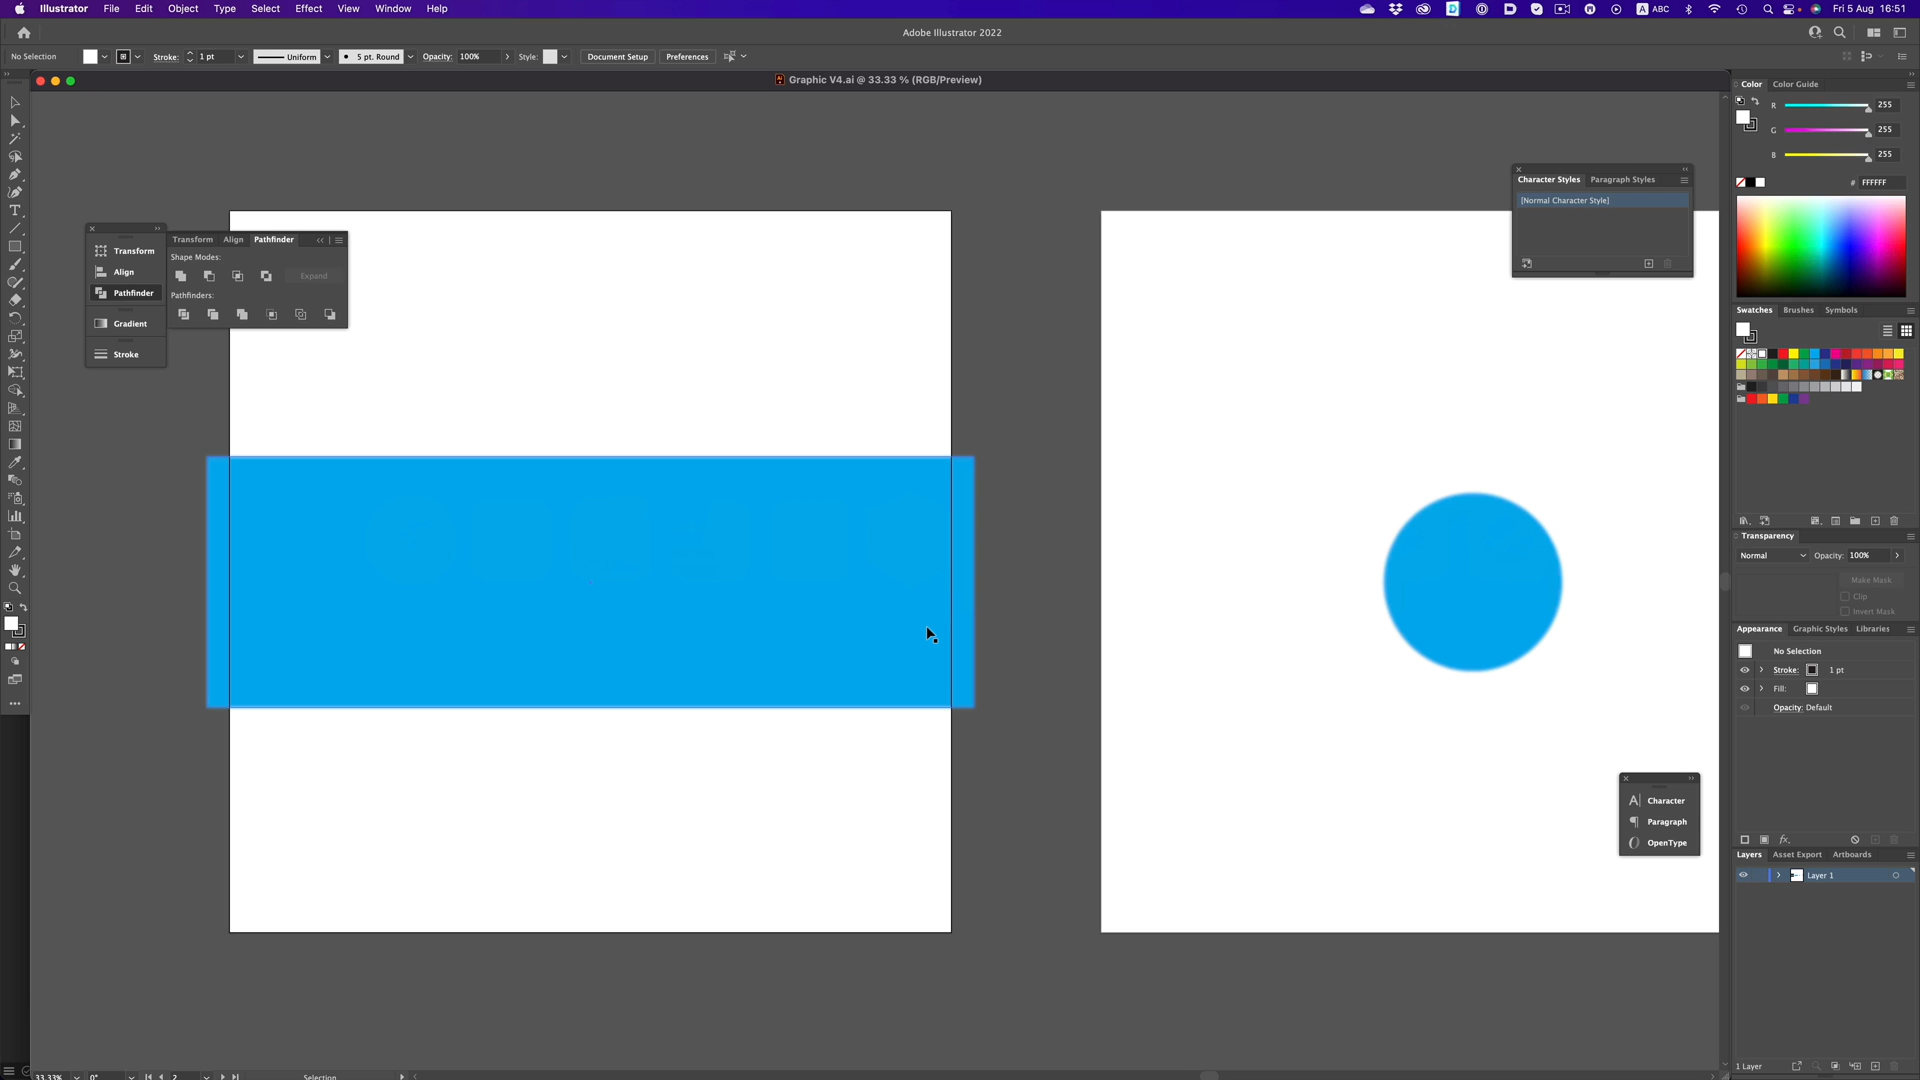 Illustrator File Edit Object Type Select Effect View Window Help
A ABC Fri 5 Aug 16:51
Adobe Illustrator 2022
No Selection Stroke: 1 pt Uniform 5 pt. Round Opacity: 100% Style: Document Setup Preferences
Graphic V4.ai @ 33.33 % (RGB/Preview)
Transform
Align
Pathfinder
Gradient
Stroke
Transform Align Pathfinder
Shape Modes:
Expand
Pathfinders:
Character Styles Paragraph Styles
[Normal Character Style]
Character
Paragraph
OpenType
Color Color Guide
R 255
G 255
B 255
# FFFFFF
Swatches Brushes Symbols
Transparency
Normal Opacity: 100%
Make Mask
Clip
Invert Mask
Appearance Graphic Styles Libraries
No Selection
Stroke: 1 pt
Fill:
Opacity: Default
fx
Layers Asset Export Artboards
Layer 1
1 Layer
33.33% 0° 2 Selection